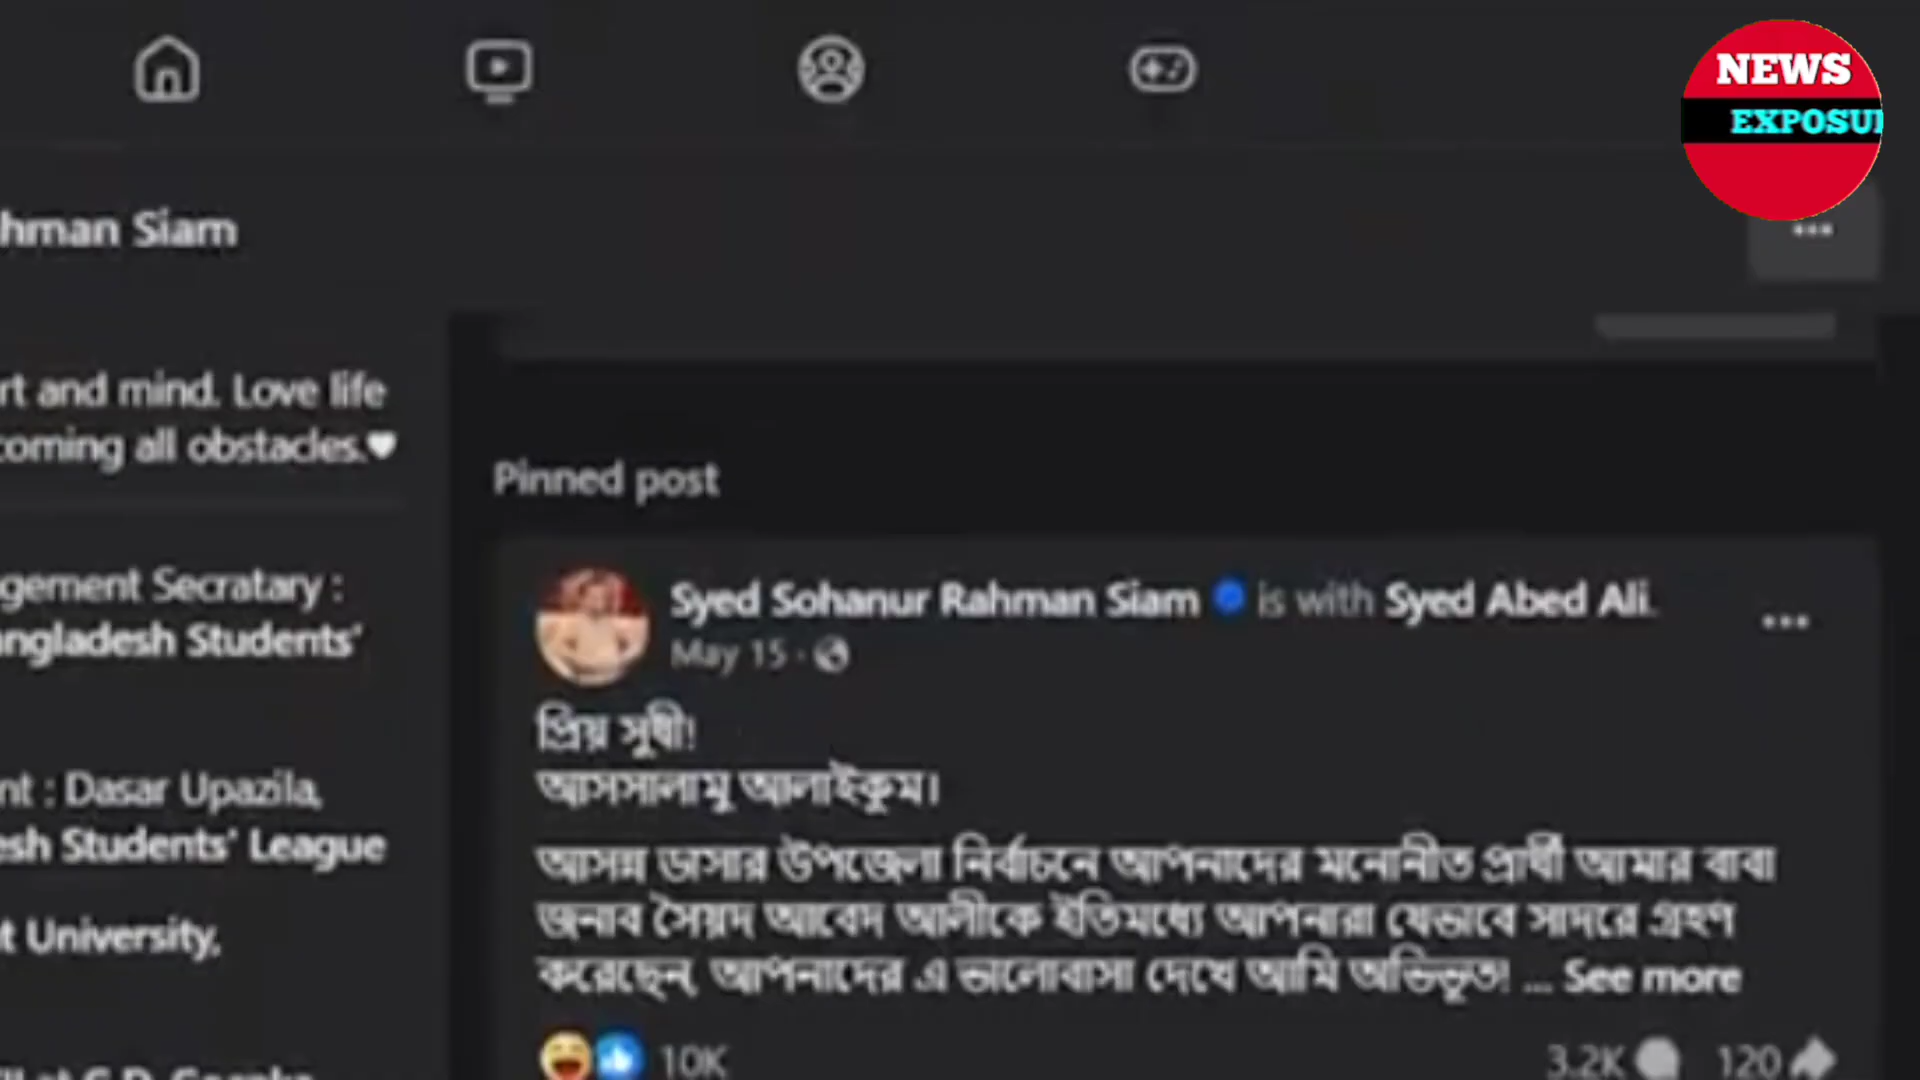 NEWS
EXPOSU
hman Siam
rt and mind. Love life
coming all obstacles.♥
gement Secratary :
angladesh Students'
nt : Dasar Upazila,
esh Students' League
t University,
Pinned post
Syed Sohanur Rahman Siam is with Syed Abed Ali.
May 15 ·
প্রিয় সুধী!
আসসালামু আলাইকুম।
আসন্ন ডাসার উপজেলা নির্বাচনে আপনাদের মনোনীত প্রার্থী আমার বাবা
জনাব সৈয়দ আবেদ আলীকে ইতিমধ্যে আপনারা যেভাবে সাদরে গ্রহণ
করেছেন, আপনাদের এ ভালোবাসা দেখে আমি অভিভূত! ... See more
10K
3.2K 120